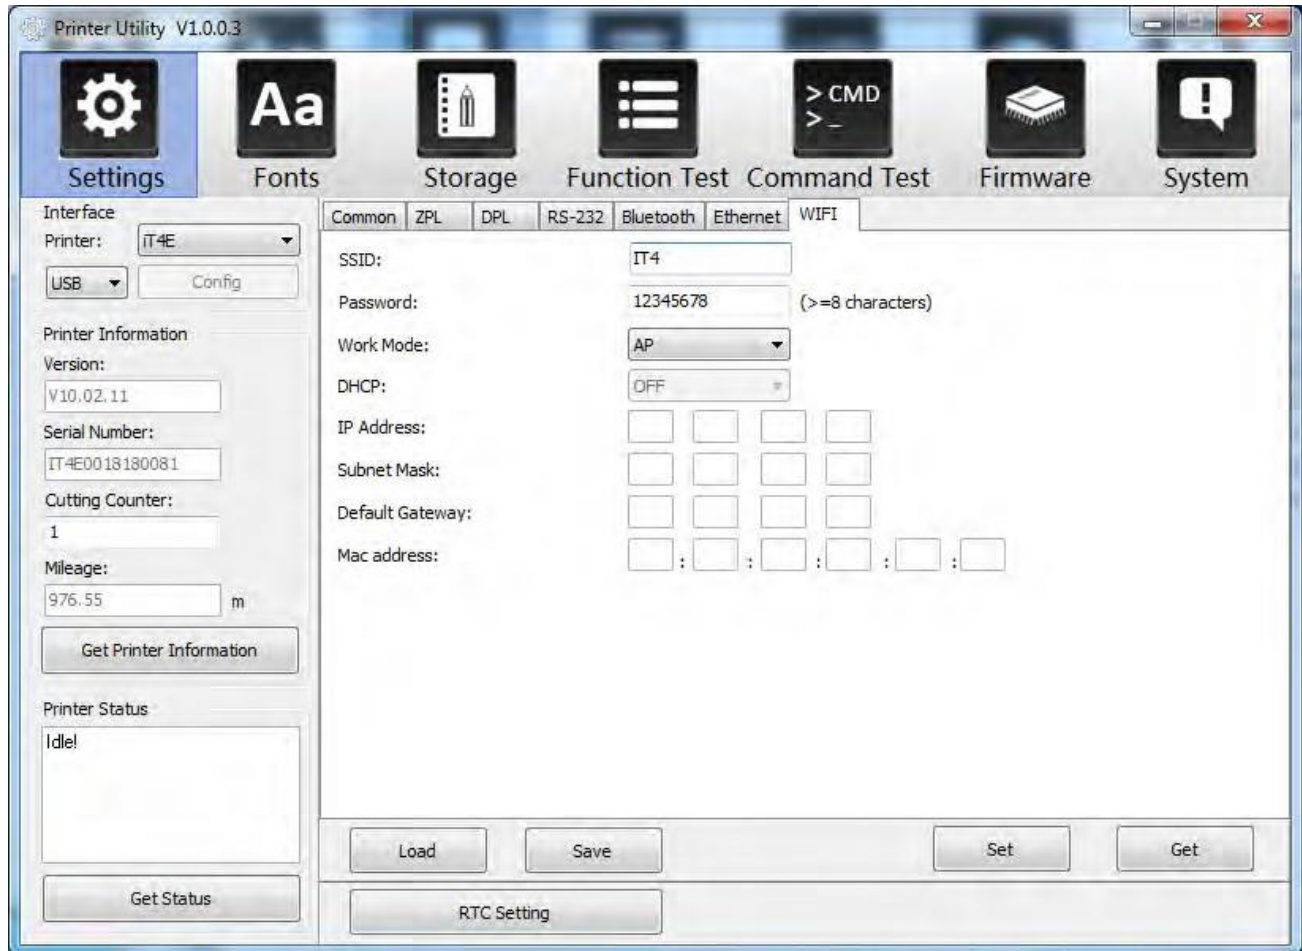 Printer Utility V1.0.0.3
Aa
> CMD
> _
Settings Fonts Storage Function Test Command Test Firmware System
Interface
Printer: iT4E
USB Config
Printer Information
Version:
V10.02.11
Serial Number:
IT4E0018180081
Cutting Counter:
1
Mileage:
976.55 m
Get Printer Information
Printer Status
Idle!
Get Status
Common ZPL DPL RS-232 Bluetooth Ethernet WIFI
SSID: IT4
Password: 12345678 (>=8 characters)
Work Mode: AP
DHCP: OFF
IP Address:
Subnet Mask:
Default Gateway:
Mac address: : : : : :
Load Save Set Get
RTC Setting